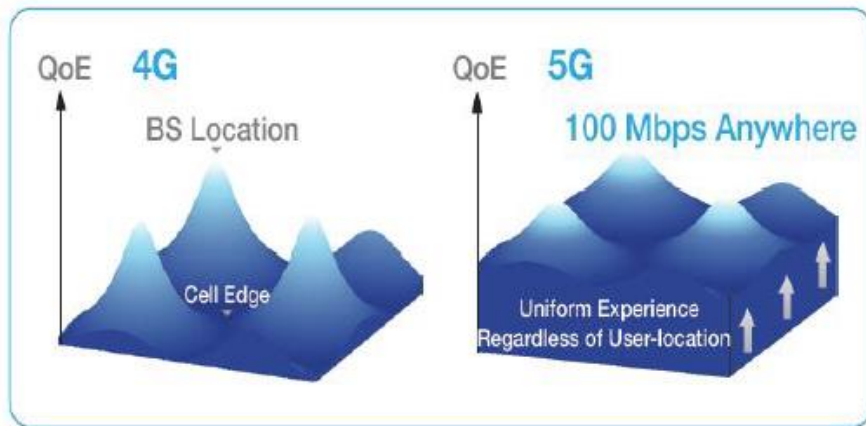 QoE 4G
BS Location
Cell Edge
QoE 5G
100 Mbps Anywhere
Uniform Experience
Regardless of User-location